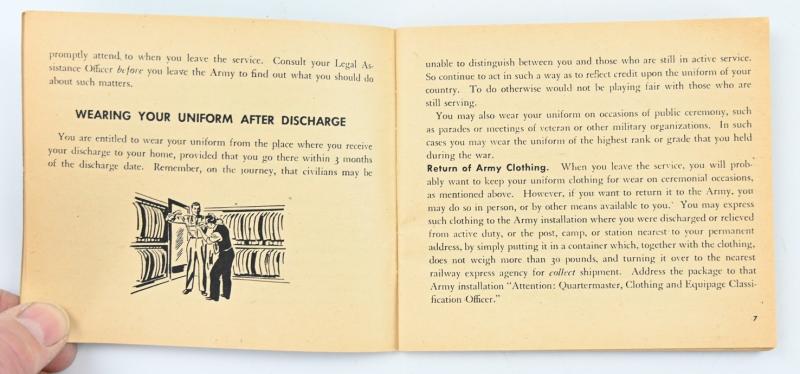 promptly attend to when you leave the service. Consult your Legal As-
sistance Officer before you leave the Army to find out what you should do
about such matters.
WEARING YOUR UNIFORM AFTER DISCHARGE
You are entitled to wear your uniform from the place where you receive
your discharge to your home, provided that you go there within 3 months
of the discharge date. Remember, on the journey, that civilians may be
unable to distinguish between you and those who are still in active service.
So continue to act in such a way as to reflect credit upon the uniform of your
country. To do otherwise would not be playing fair with those who are
still serving.
You may also wear your uniform on occasions of public ceremony, such
as parades or meetings of veteran or other military organizations. In such
cases you may wear the uniform of the highest rank or grade that you held
during the war.
Return of Army Clothing. When you leave the service, you will prob-
ably want to keep your uniform clothing for wear on ceremonial occasions,
as mentioned above. However, if you want to return it to the Army, you
may do so in person, or by other means available to you. You may express
such clothing to the Army installation where you were discharged or relieved
from active duty, or the post, camp, or station nearest to your permanent
address, by simply putting it in a container which, together with the clothing,
does not weigh more than 30 pounds, and turning it over to the nearest
railway express agency for collect shipment. Address the package to that
Army installation "Attention: Quartermaster, Clothing and Equipage Classi-
fication Officer."
7